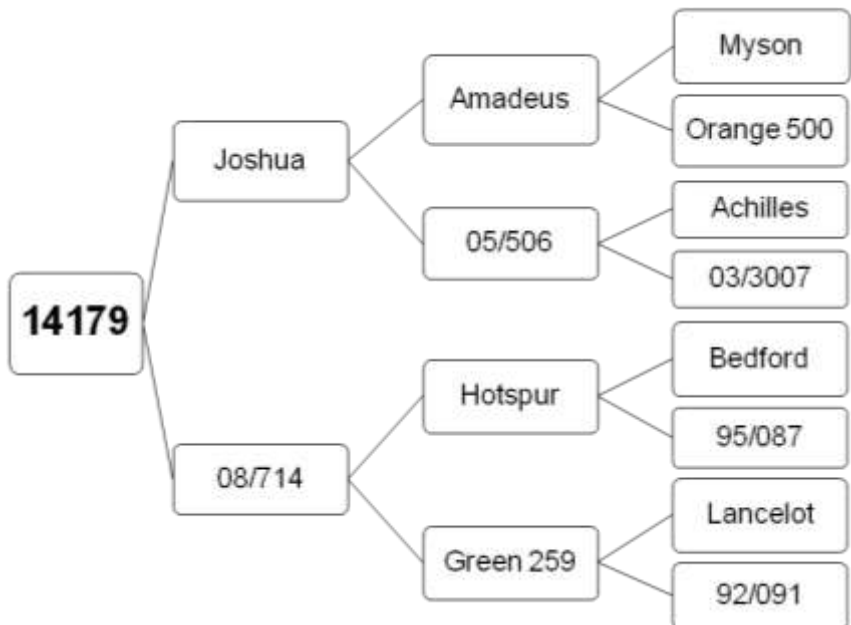 Myson
Amadeus
Orange 500
Joshua
Achilles
05/506
03/3007
14179
Bedford
Hotspur
95/087
08/714
Lancelot
Green 259
92/091